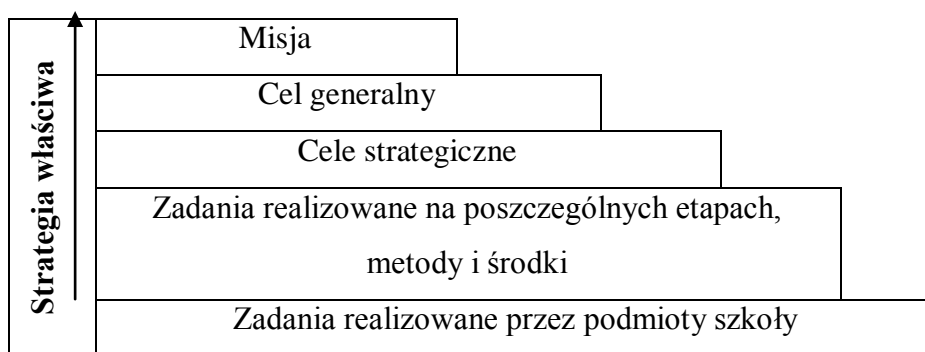 Strategia właściwa
Misja
Cel generalny
Cele strategiczne
Zadania realizowane na poszczególnych etapach,
metody i środki
Zadania realizowane przez podmioty szkoły